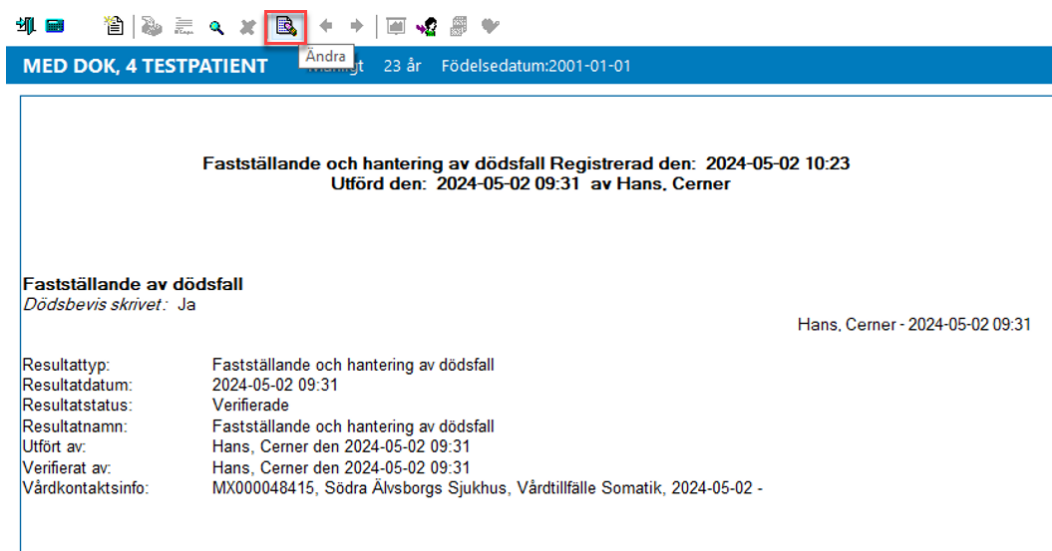 Ändra
MED DOK, 4 TESTPATIENT 23 år Födelsedatum:2001-01-01
Fastställande och hantering av dödsfall Registrerad den: 2024-05-02 10:23
Utförd den: 2024-05-02 09:31 av Hans, Cerner
Fastställande av dödsfall
Dödsbevis skrivet: Ja
Hans, Cerner - 2024-05-02 09:31
Resultattyp: Fastställande och hantering av dödsfall
Resultatdatum: 2024-05-02 09:31
Resultatstatus: Verifierade
Resultatnamn: Fastställande och hantering av dödsfall
Utfört av: Hans, Cerner den 2024-05-02 09:31
Verifierat av: Hans, Cerner den 2024-05-02 09:31
Vårdkontaktsinfo: MX000048415, Södra Älvsborgs Sjukhus, Vårdtillfälle Somatik, 2024-05-02 -